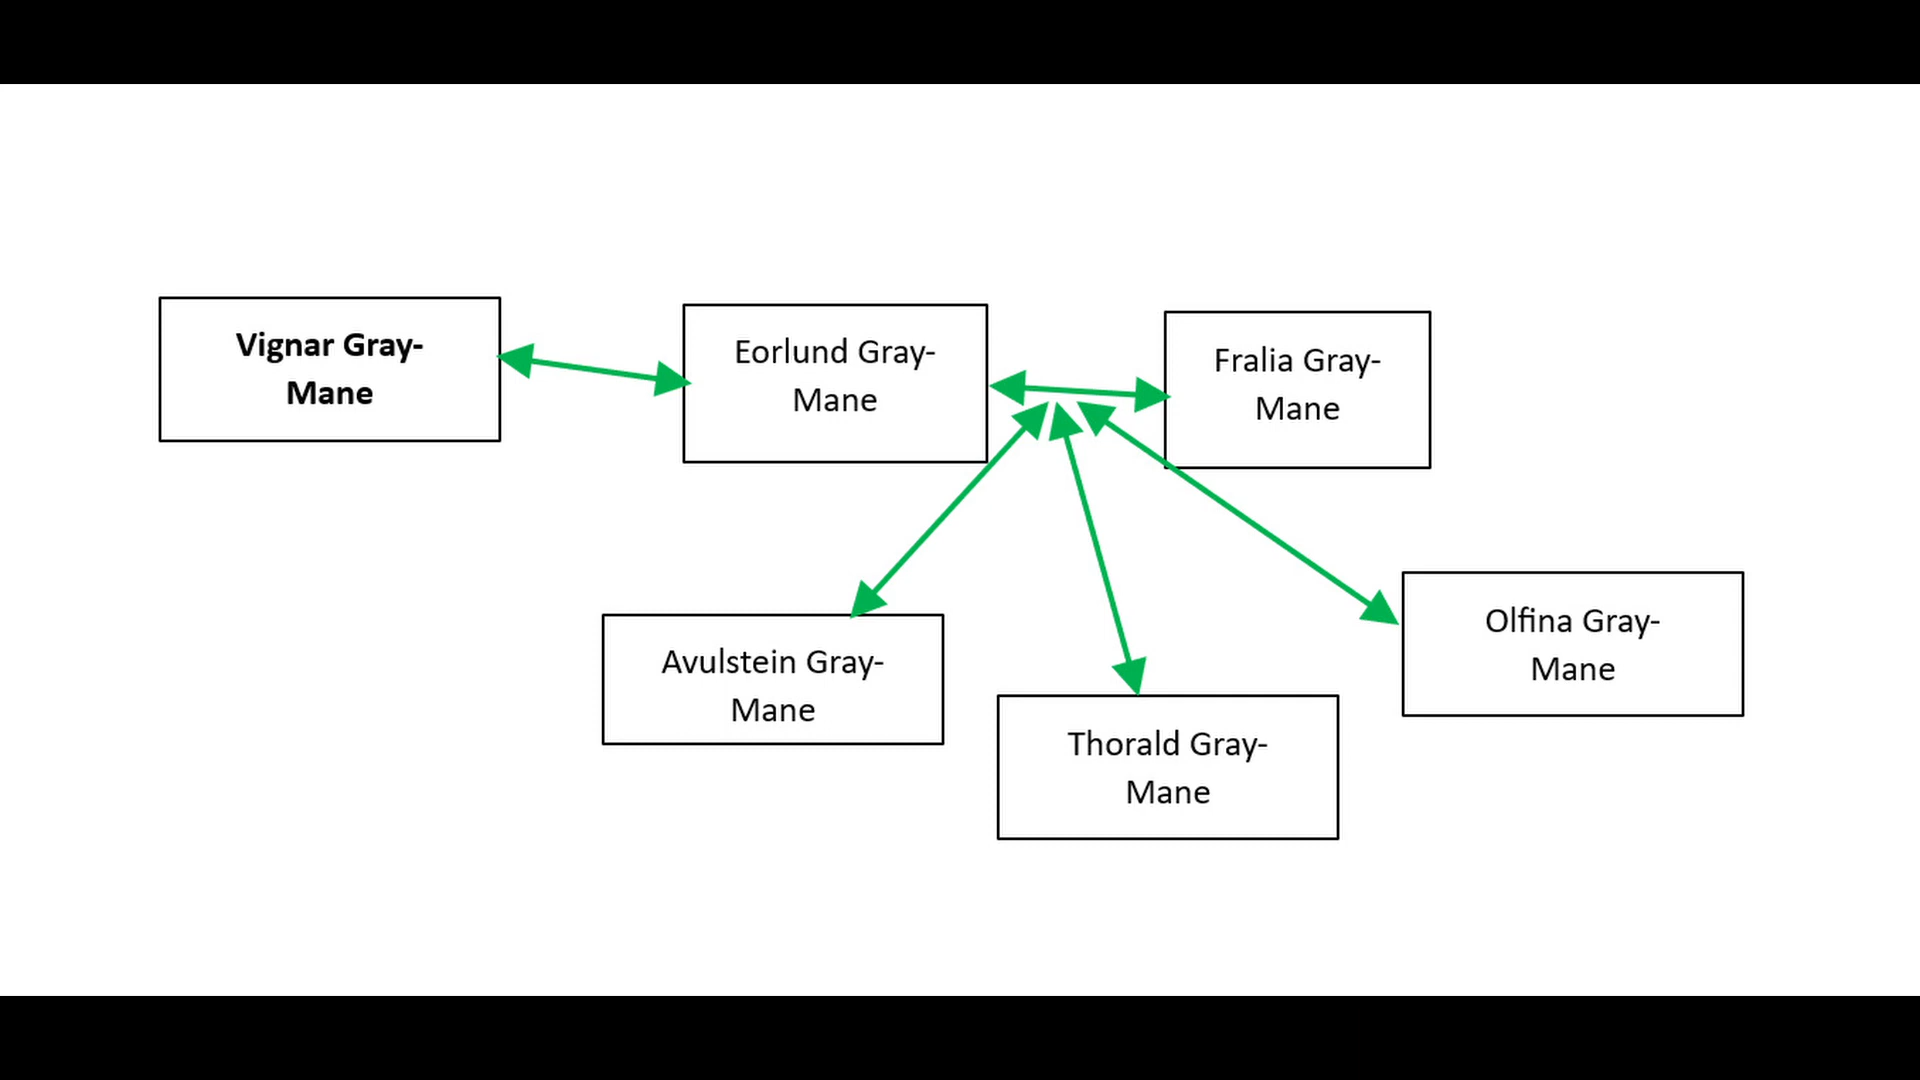 Vignar Gray-
Mane
Eorlund Gray-
Mane
Fralia Gray-
Mane
Avulstein Gray-
Mane
Thorald Gray-
Mane
Olfina Gray-
Mane